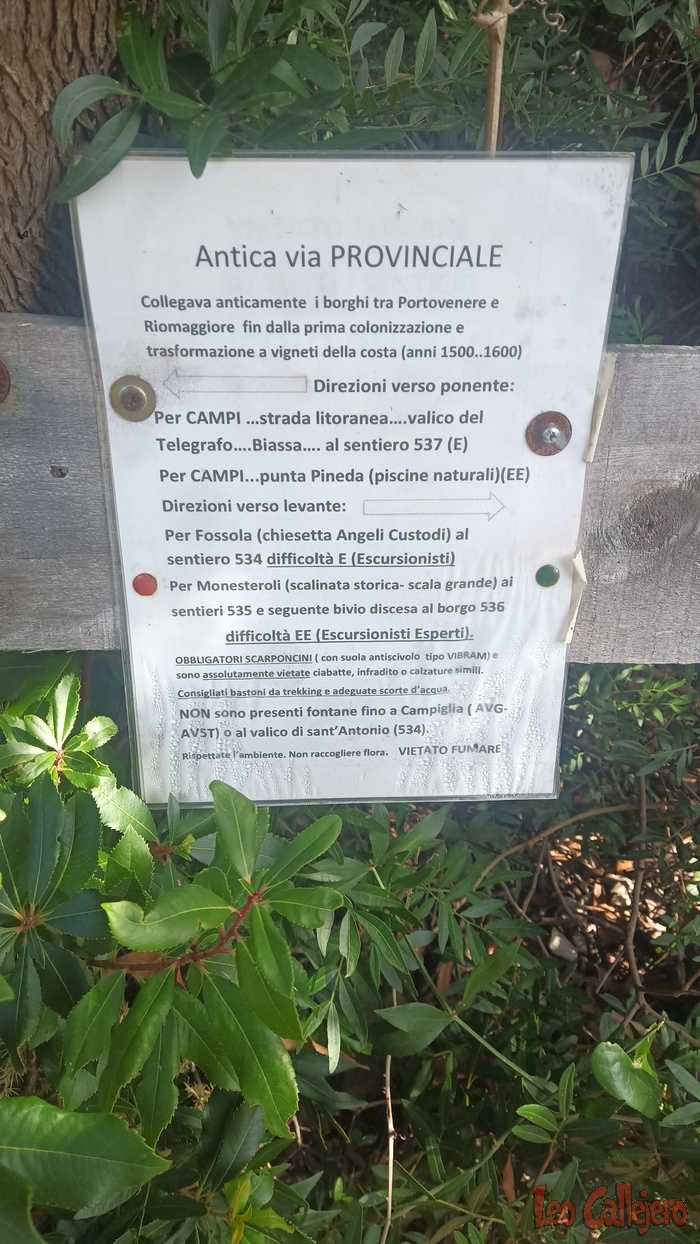 Antica via PROVINCIALE
Collegava anticamente i borghi tra Portovenere e
Riomaggiore fin dalla prima colonizzazione e
trasformazione a vigneti della costa (anni 1500..1600)
Direzioni verso ponente:
Per CAMPI ...strada litoranea....valico del
Telegrafo....Biassa.... al sentiero 537 (E)
Per CAMPI...punta Pineda (piscine naturali)(EE)
Direzioni verso levante:
Per Fossola (chiesetta Angeli Custodi) al
sentiero 534 difficoltà E (Escursionisti)
Per Monesteroli (scalinata storica- scala grande) ai
sentieri 535 e seguente bivio discesa al borgo 536
difficoltà EE (Escursionisti Esperti).
OBBLIGATORI SCARPONCINI ( con suola antiscivolo tipo VIBRAM) e
sono assolutamente vietate ciabatte, infradito o calzature simili.
Consigliati bastoni da trekking e adeguate scorte d'acqua.
NON sono presenti fontane fino a Campiglia ( AVG-
AV5T) o al valico di sant'Antonio (534).
Rispettate l'ambiente. Non raccogliere flora. VIETATO FUMARE
Leo Callejero